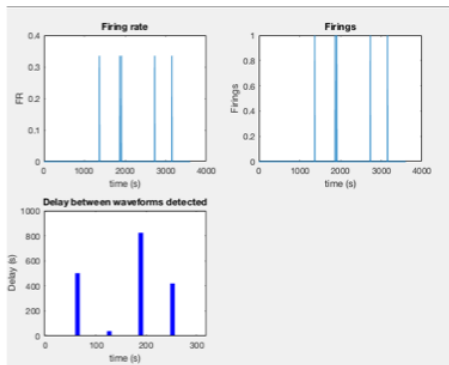 Firing rate
0.4
0.3
0.2
0.1
0
FR
0 1000 2000 3000 4000
time (s)
Firings
1
0.8
0.6
0.4
0.2
0
Firings
0 1000 2000 3000 4000
time (s)
Delay between waveforms detected
1000
800
600
400
200
0
Delay (s)
0 100 200 300
time (s)